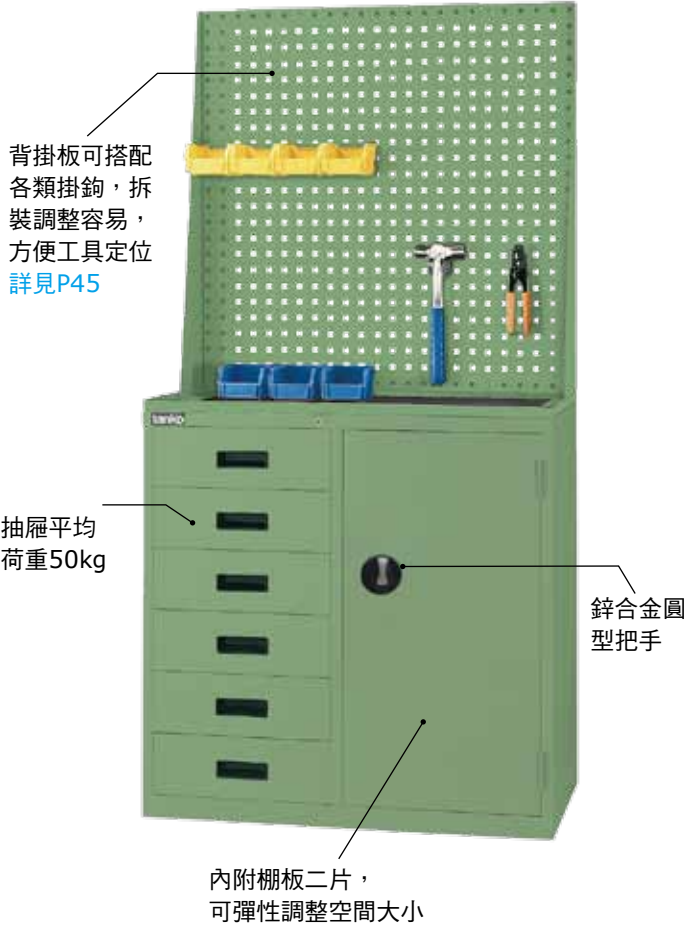 背掛板可搭配
各類掛鉤，拆
裝調整容易，
方便工具定位
詳見P45
tanko
抽屜平均
荷重50kg
鋅合金圓
型把手
內附棚板二片，
可彈性調整空間大小